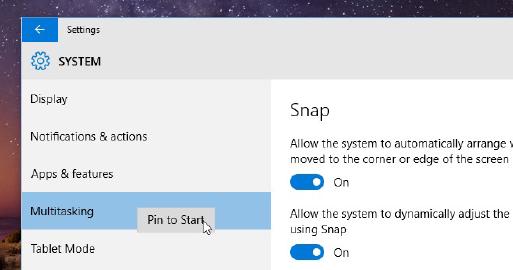 Settings
SYSTEM
Display
Notifications & actions
Apps & features
Multitasking
Pin to Start
Tablet Mode
Snap
Allow the system to automatically arrange
moved to the corner or edge of the screen
On
Allow the system to dynamically adjust the
using Snap
On